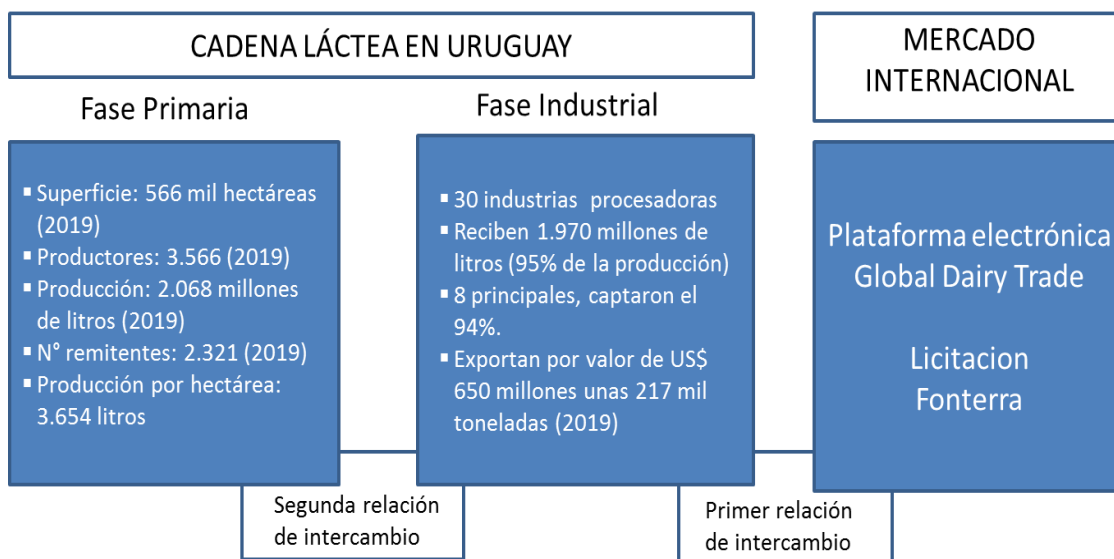 CADENA LÁCTEA EN URUGUAY
MERCADO
INTERNACIONAL
Fase Primaria
Fase Industrial
▪ Superficie: 566 mil hectáreas
(2019)
▪ Productores: 3.566 (2019)
▪ Producción: 2.068 millones
de litros (2019)
▪ N° remitentes: 2.321 (2019)
▪ Producción por hectárea:
3.654 litros
▪ 30 industrias procesadoras
▪ Reciben 1.970 millones de
litros (95% de la producción)
▪ 8 principales, captaron el
94%.
▪ Exportan por valor de US$
650 millones unas 217 mil
toneladas (2019)
Plataforma electrónica
Global Dairy Trade
Licitacion
Fonterra
Segunda relación
de intercambio
Primer relación
de intercambio